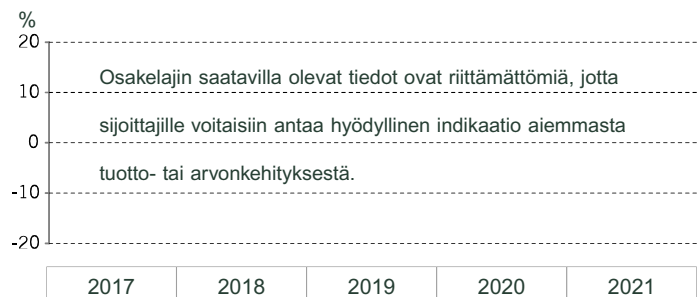 %
20
Osakelajin saatavilla olevat tiedot ovat riittämättömiä, jotta
10
sijoittajille voitaisiin antaa hyödyllinen indikaatio aiemmasta
0
tuotto- tai arvonkehityksestä.
-10
-20
2017 2018 2019 2020 2021